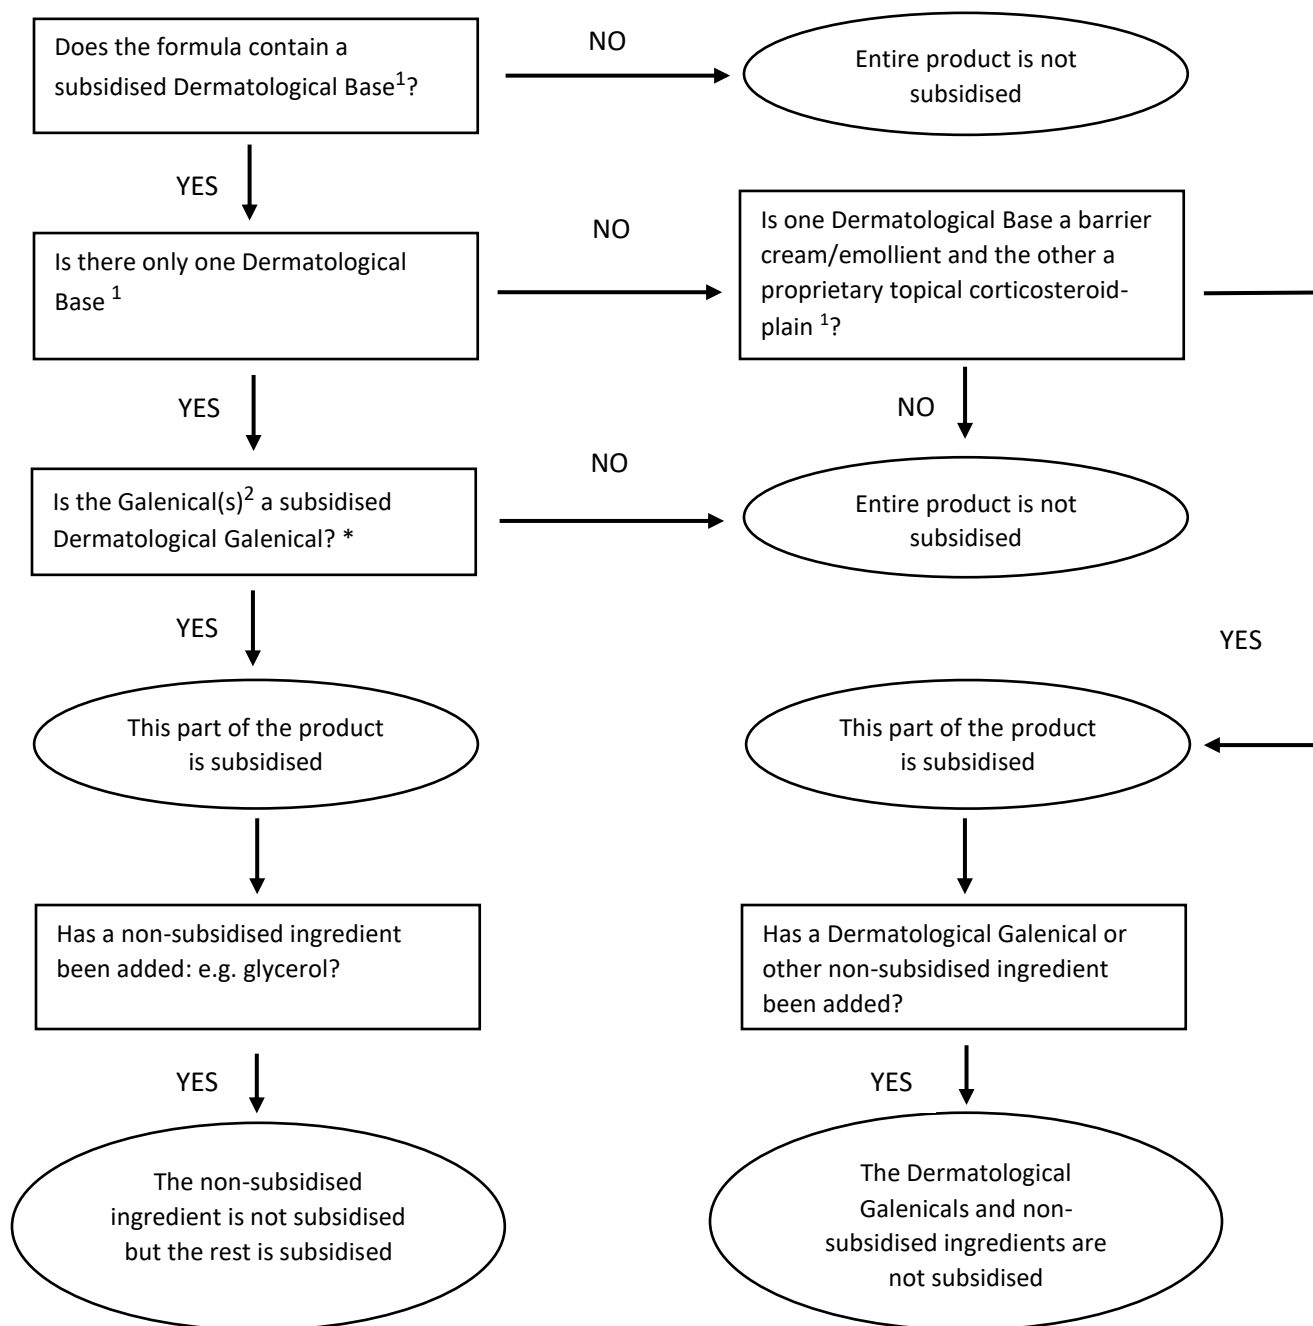 Does the formula contain a
subsidised Dermatological Base1?
NO
Entire product is not
subsidised
YES
Is there only one Dermatological
Base 1
NO
Is one Dermatological Base a barrier
cream/emollient and the other a
proprietary topical corticosteroid-
plain 1?
YES
NO
Is the Galenical(s)2 a subsidised
Dermatological Galenical? *
NO
Entire product is not
subsidised
YES
YES
This part of the product
is subsidised
This part of the product
is subsidised
Has a non-subsidised ingredient
been added: e.g. glycerol?
Has a Dermatological Galenical or
other non-subsidised ingredient
been added?
YES
YES
The non-subsidised
ingredient is not subsidised
but the rest is subsidised
The Dermatological
Galenicals and non-
subsidised ingredients are
not subsidised